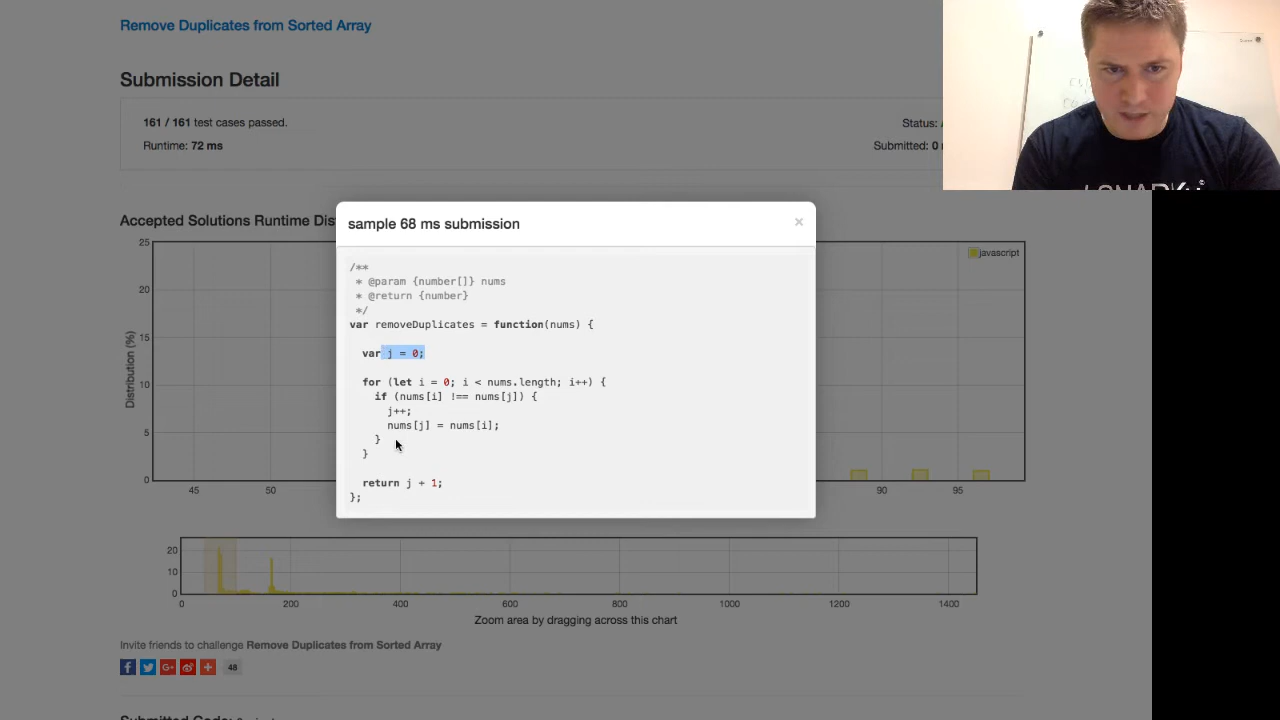 Remove Duplicates from Sorted Array
Submission Detail
161 / 161 test cases passed.
Status:
Runtime: 72 ms
Submitted: 0
Accepted Solutions Runtime Dis
sample 68 ms submission
×
/**
* @param {number[]} nums
* @return {number}
*/
var removeDuplicates = function(nums) {
var j = 0;
for (let i = 0; i < nums.length; i++) {
if (nums[i] !== nums[j]) {
j++;
nums[j] = nums[i];
}
}
return j + 1;
};
javascript
Distribution (%)
25
20
15
10
5
0
45
50
90
95
20
10
0
0
200
400
600
800
1000
1200
1400
Zoom area by dragging across this chart
Invite friends to challenge Remove Duplicates from Sorted Array
48